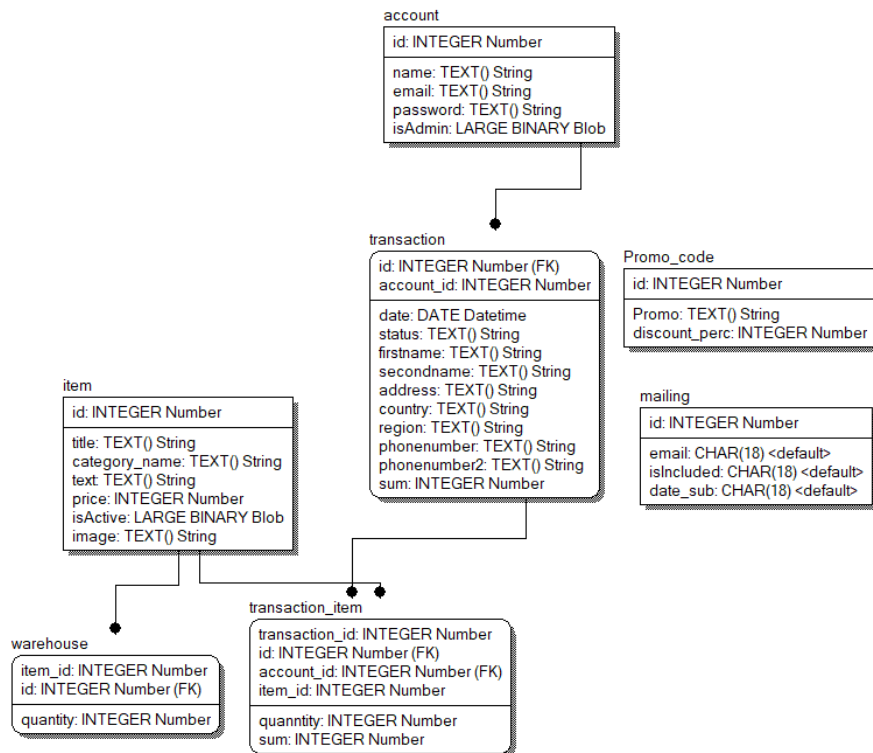 account
id: INTEGER Number
name: TEXT() String
email: TEXT() String
password: TEXT() String
isAdmin: LARGE BINARY Blob
transaction
id: INTEGER Number (FK)
account_id: INTEGER Number
date: DATE Datetime
status: TEXT() String
firstname: TEXT() String
secondname: TEXT() String
address: TEXT() String
country: TEXT() String
region: TEXT() String
phonenumber: TEXT() String
phonenumber2: TEXT() String
sum: INTEGER Number
Promo_code
id: INTEGER Number
Promo: TEXT() String
discount_perc: INTEGER Number
item
id: INTEGER Number
title: TEXT() String
category_name: TEXT() String
text: TEXT() String
price: INTEGER Number
isActive: LARGE BINARY Blob
image: TEXT() String
mailing
id: INTEGER Number
email: CHAR(18) <default>
isIncluded: CHAR(18) <default>
date_sub: CHAR(18) <default>
warehouse
item_id: INTEGER Number
id: INTEGER Number (FK)
quantity: INTEGER Number
transaction_item
transaction_id: INTEGER Number
id: INTEGER Number (FK)
account_id: INTEGER Number (FK)
item_id: INTEGER Number
quanntity: INTEGER Number
sum: INTEGER Number